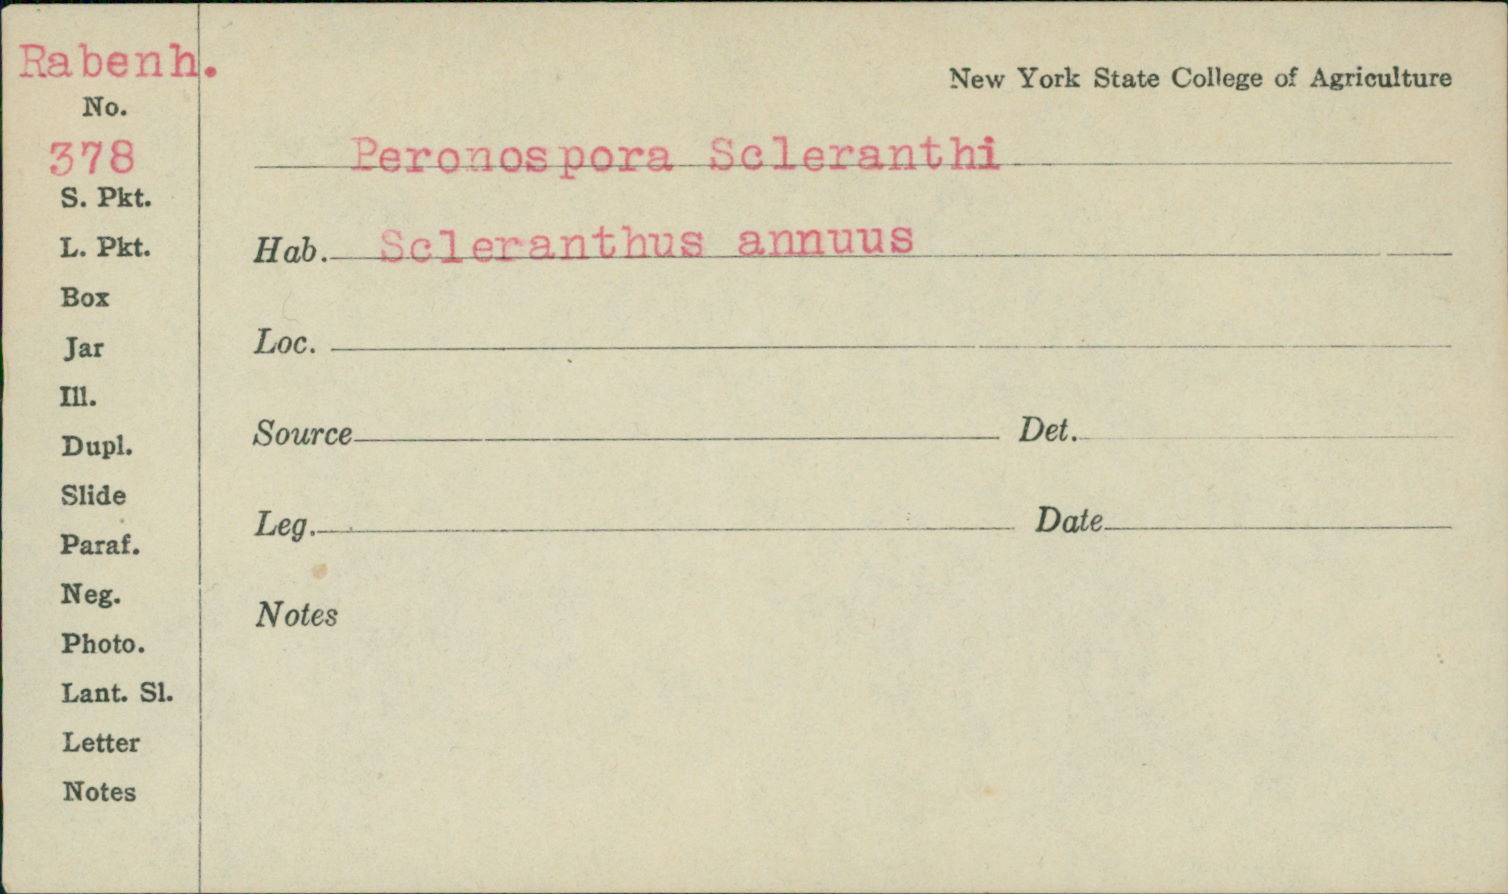 Rabenh.
New York State College of Agriculture
No.
378
Peronospora Scleranthi
S. Pkt.
L. Pkt.
Hab. Scleranthus annuus
Box
Jar
Loc.
Ill.
Dupl.
Source Det.
Slide
Leg. Date
Paraf.
Neg.
Notes
Photo.
Lant. Sl.
Letter
Notes